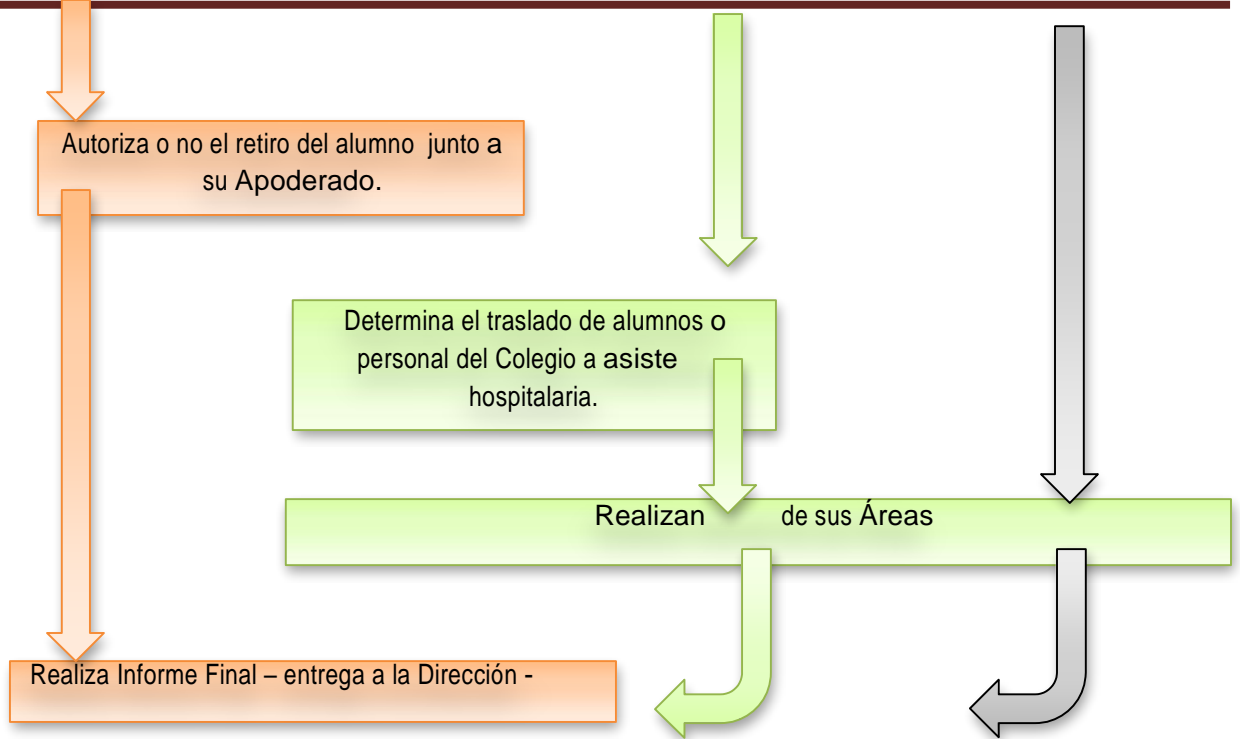 Autoriza o no el retiro del alumno junto a
su Apoderado.
Determina el traslado de alumnos o
personal del Colegio a asiste
hospitalaria.
Realizan de sus Áreas
Realiza Informe Final – entrega a la Dirección -